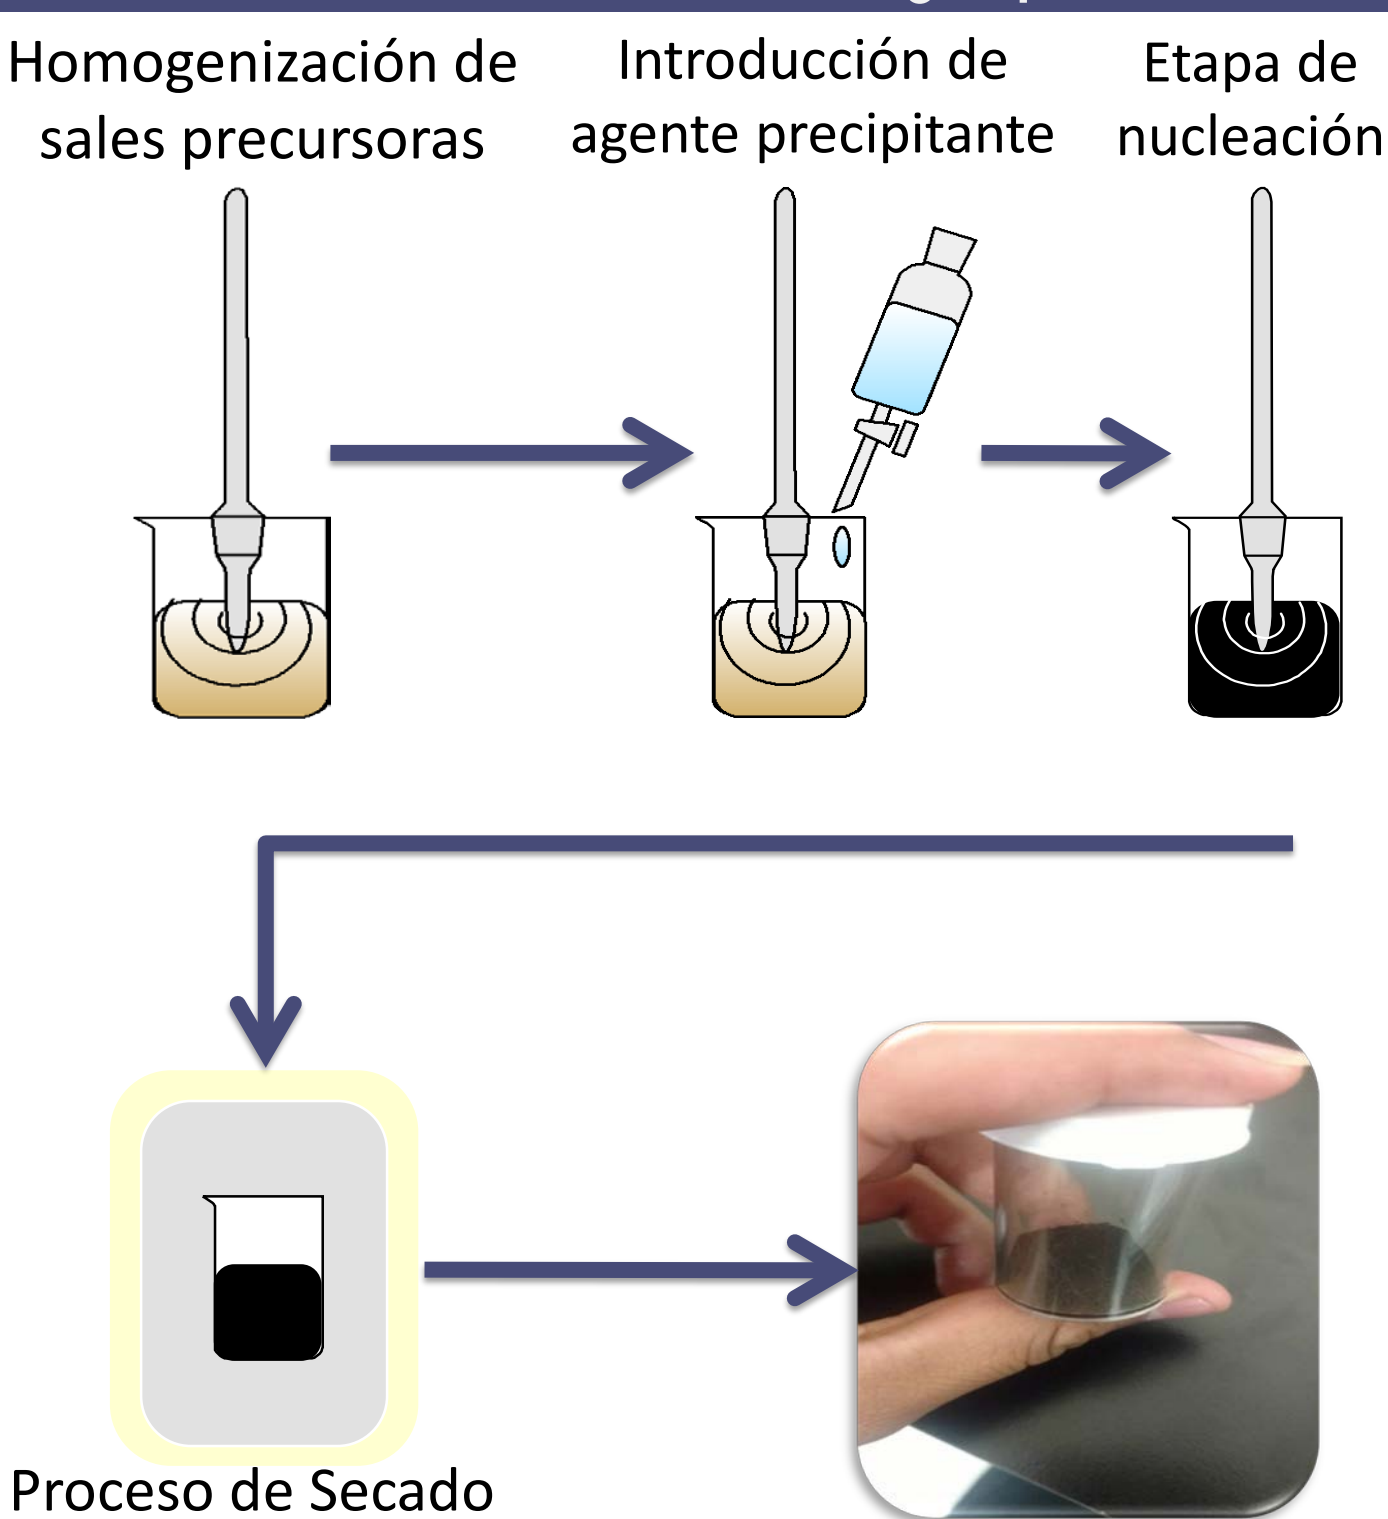 Homogenización de
sales precursoras
Introducción de
agente precipitante
Etapa de
nucleación
Proceso de Secado